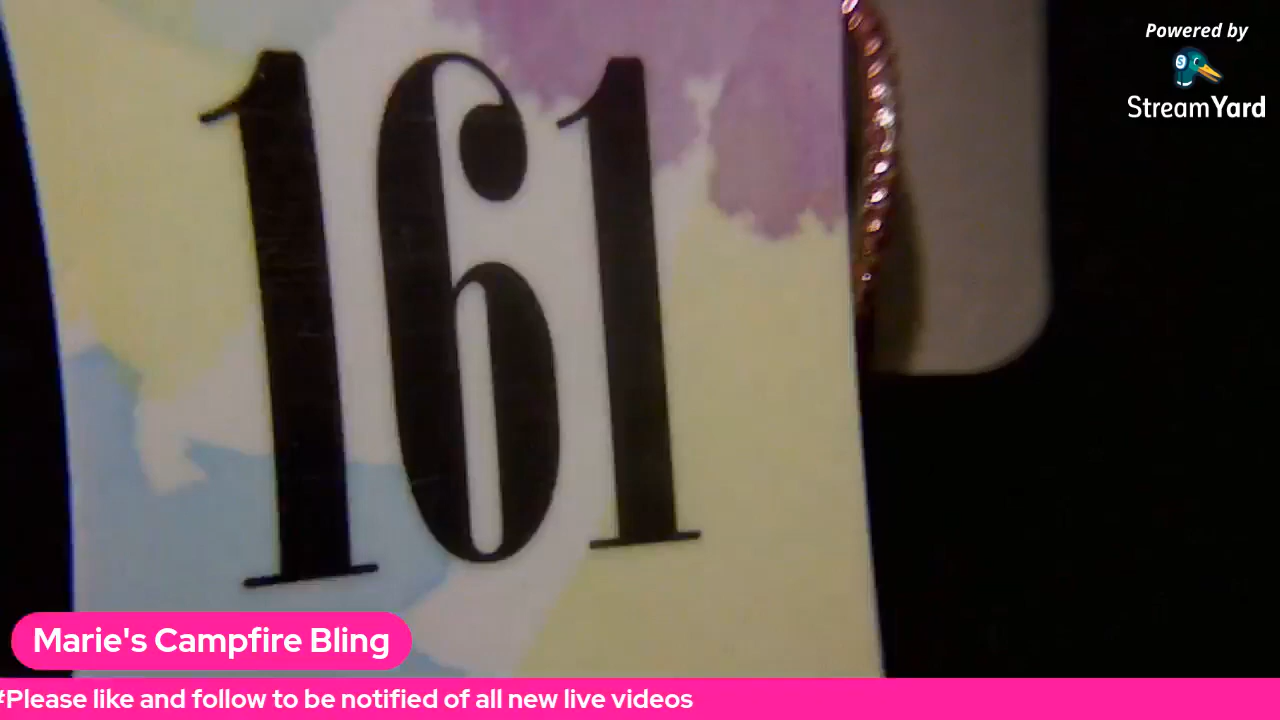 Powered by
StreamYard
161
Marie's Campfire Bling
#Please like and follow to be notified of all new live videos